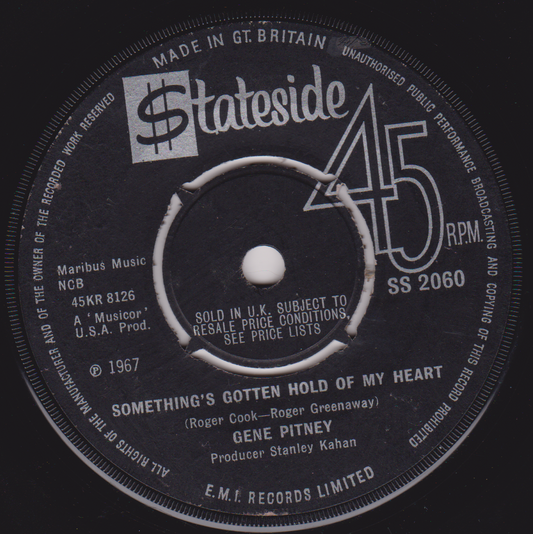 MADE IN GT. BRITAIN
UNAUTHORISED PUBLIC PERFORMANCE BROADCASTING AND COPYING OF THIS RECORD PROHIBITED
ALL RIGHTS OF THE MANUFACTURER AND OF THE OWNER OF THE RECORDED WORK RESERVED
$tateside
45 R.P.M.
SS 2060
Maribus Music
NCB
45KR 8126
A 'Musicor'
U.S.A. Prod.
℗ 1967
SOLD IN U.K. SUBJECT TO
RESALE PRICE CONDITIONS,
SEE PRICE LISTS
SOMETHING'S GOTTEN HOLD OF MY HEART
(Roger Cook—Roger Greenaway)
GENE PITNEY
Producer Stanley Kahan
E.M.I. RECORDS LIMITED